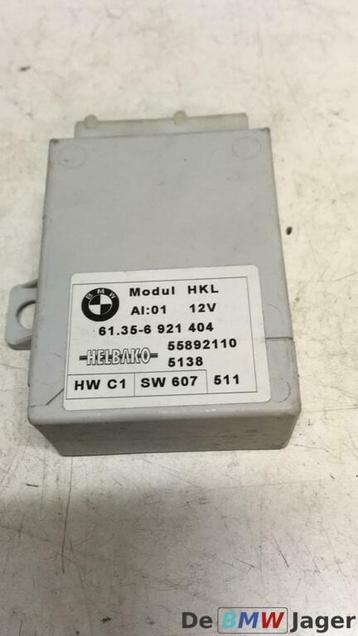 BMW
Modul HKL
AI:01 12V
61.35-6 921 404
HELBAKO 55892110
5138
HW C1 SW 607 511
De BMW Jager